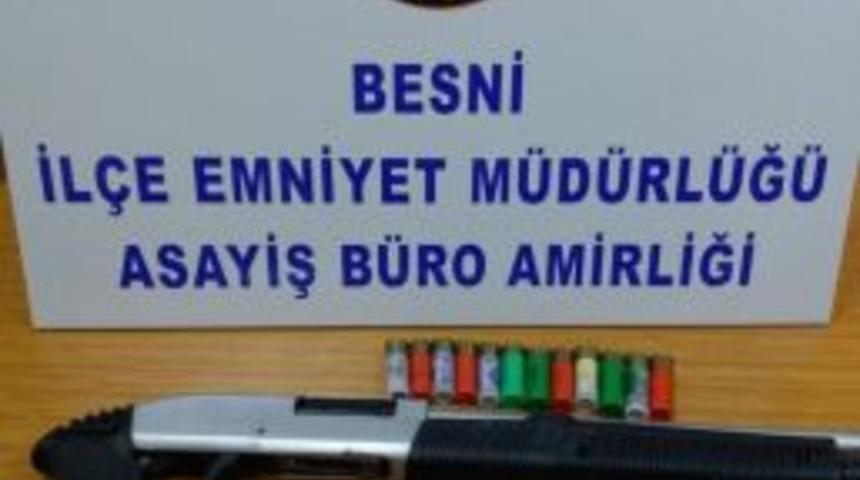 BESNİ
İLÇE EMNİYET MÜDÜRLÜĞÜ
ASAYİŞ BÜRO AMİRLİĞİ